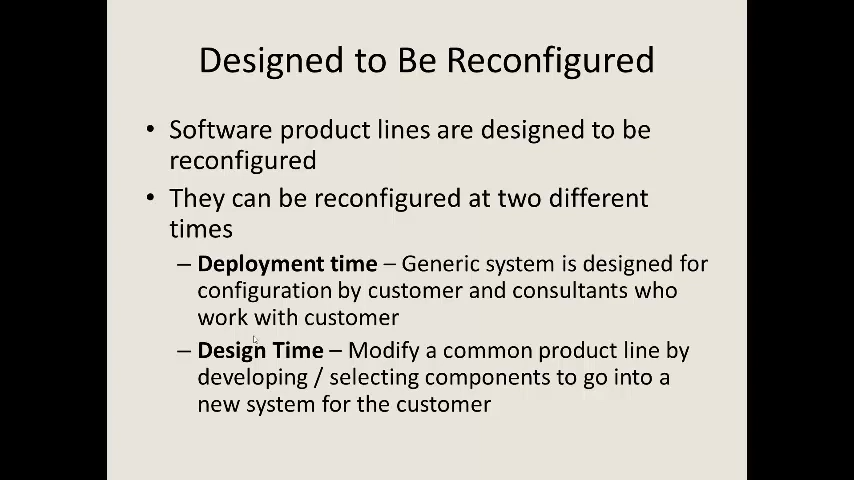 Designed to Be Reconfigured
• Software product lines are designed to be
reconfigured
• They can be reconfigured at two different
times
– Deployment time – Generic system is designed for
configuration by customer and consultants who
work with customer
– Design Time – Modify a common product line by
developing / selecting components to go into a
new system for the customer